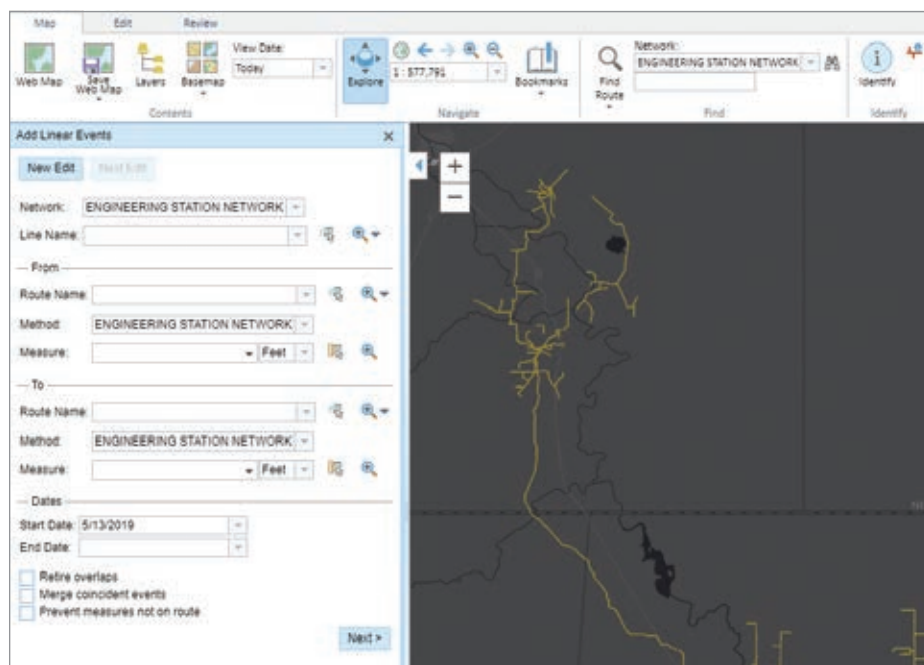 Map Edit Review
Web Map
Save Web Map
Layers
Basemap
View Date:
Today
Contents
Explore
1 : 577,791
Bookmarks
Navigate
Find Route
Network:
ENGINEERING STATION NETWORK
Find
Identify
Identify
Add Linear Events
New Edit Next Edit
Network: ENGINEERING STATION NETWORK
Line Name:
From
Route Name:
Method: ENGINEERING STATION NETWORK
Measure: Feet
To
Route Name:
Method: ENGINEERING STATION NETWORK
Measure: Feet
Dates
Start Date: 5/13/2019
End Date:
Retire overlaps
Merge coincident events
Prevent measures not on route
Next >